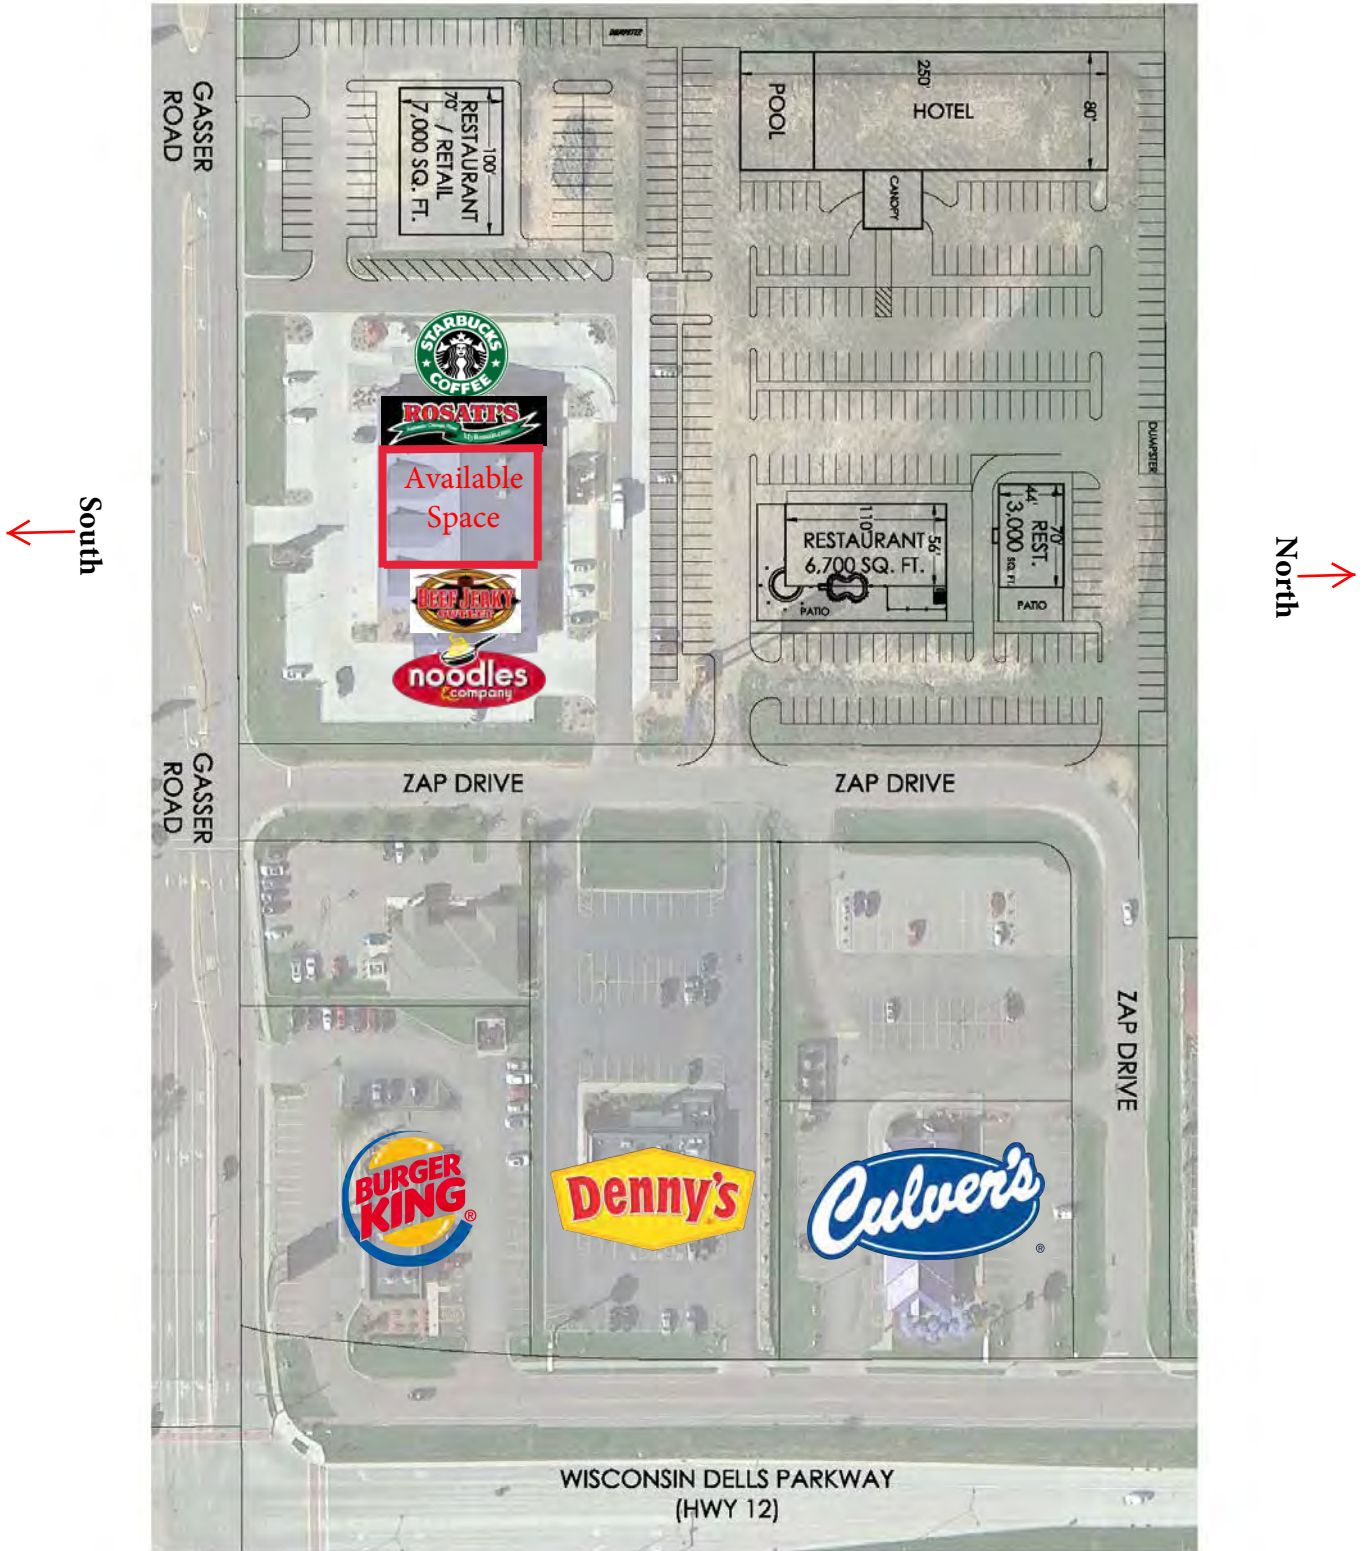 DUMPSTER
GASSER
ROAD
100'
RESTAURANT
70' / RETAIL
7,000 SQ. FT.
250'
80'
POOL
HOTEL
CANOPY
STARBUCKS
COFFEE
ROSATI'S
Available
Space
BEEF JERKY
OUTLET
noodles
&company
DUMPSTER
110'
56'
RESTAURANT
6,700 SQ. FT.
PATIO
70'
44' REST.
3,000 SQ. FT.
PATIO
South
North
GASSER
ROAD
ZAP DRIVE
ZAP DRIVE
ZAP DRIVE
BURGER
KING
®
Denny's
Culver's
®
WISCONSIN DELLS PARKWAY
(HWY 12)